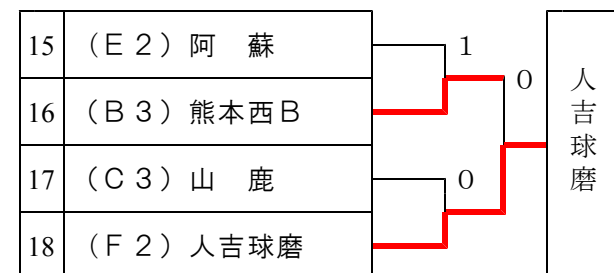 15 （Ｅ２）阿　蘇
1
0
16 （Ｂ３）熊本西Ｂ
17 （Ｃ３）山　鹿
0
18 （Ｆ２）人吉球磨
人吉球磨